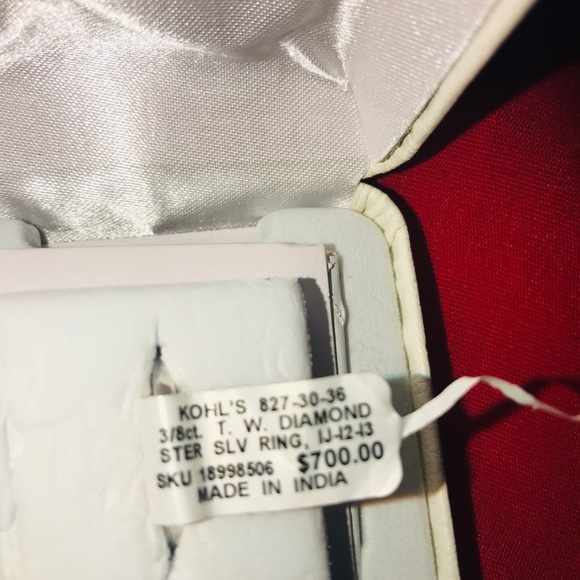 KOHL'S 827-30-36
3/8ct. T. W. DIAMOND
STER SLV RING, IJ-I2-I3
SKU 18998506 $700.00
MADE IN INDIA